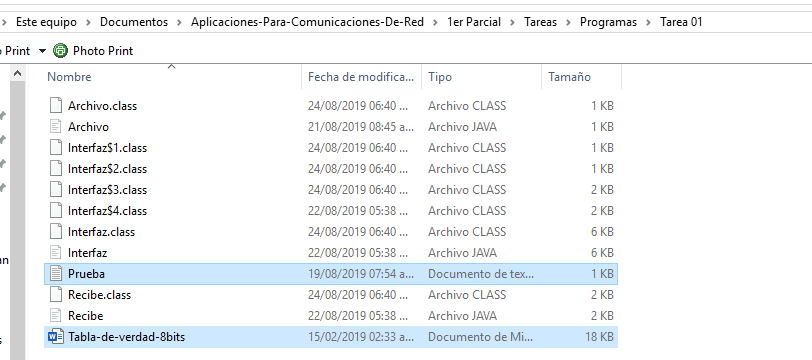 Este equipo > Documentos > Aplicaciones-Para-Comunicaciones-De-Red > 1er Parcial > Tareas > Programas > Tarea 01
Print Photo Print
Nombre Fecha de modifica... Tipo Tamaño
Archivo.class 24/08/2019 06:40 ... Archivo CLASS 1 KB
Archivo 21/08/2019 08:45 a... Archivo JAVA 1 KB
Interfaz$1.class 24/08/2019 06:40 ... Archivo CLASS 1 KB
Interfaz$2.class 24/08/2019 06:40 ... Archivo CLASS 1 KB
Interfaz$3.class 24/08/2019 06:40 ... Archivo CLASS 2 KB
Interfaz$4.class 22/08/2019 05:38 ... Archivo CLASS 2 KB
Interfaz.class 24/08/2019 06:40 ... Archivo CLASS 6 KB
Interfaz 22/08/2019 05:38 ... Archivo JAVA 6 KB
Prueba 19/08/2019 07:54 a... Documento de tex... 1 KB
Recibe.class 24/08/2019 06:40 ... Archivo CLASS 2 KB
Recibe 22/08/2019 05:38 ... Archivo JAVA 2 KB
Tabla-de-verdad-8bits 15/02/2019 02:33 a... Documento de Mi... 18 KB